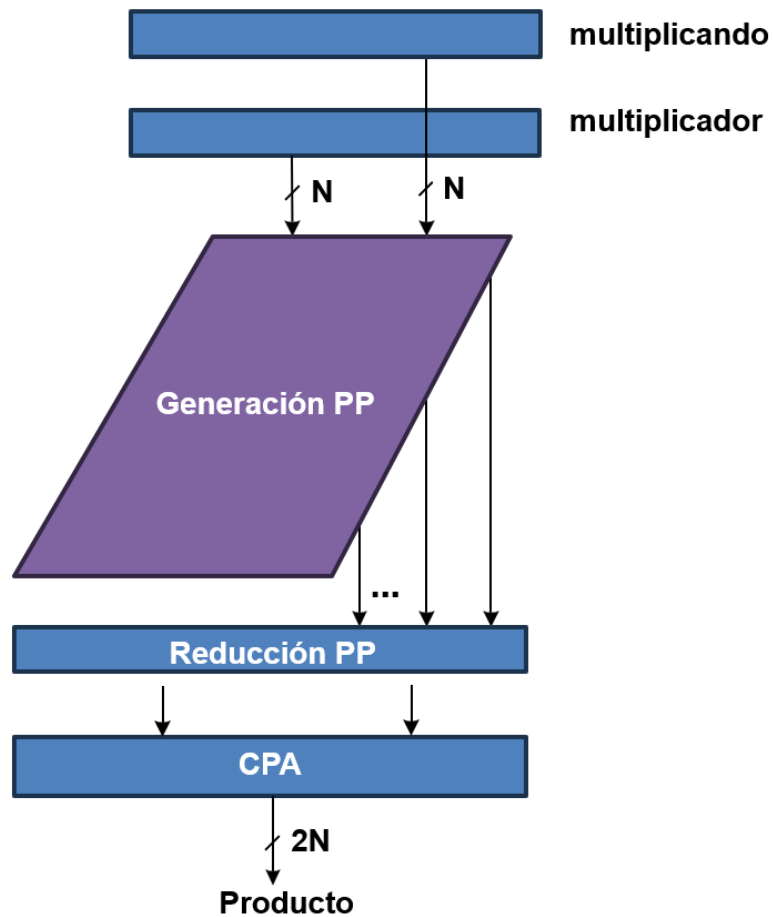 multiplicando
multiplicador
N
N
Generación PP
...
Reducción PP
CPA
2N
Producto